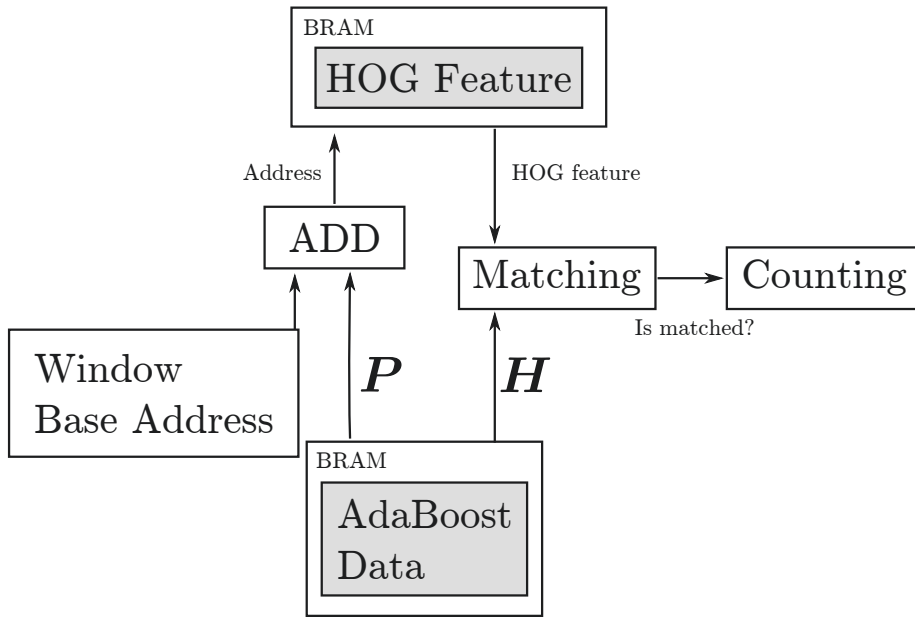 BRAM
HOG Feature
Address
HOG feature
ADD
Matching
Counting
Is matched?
Window
Base Address
P
H
BRAM
AdaBoost
Data